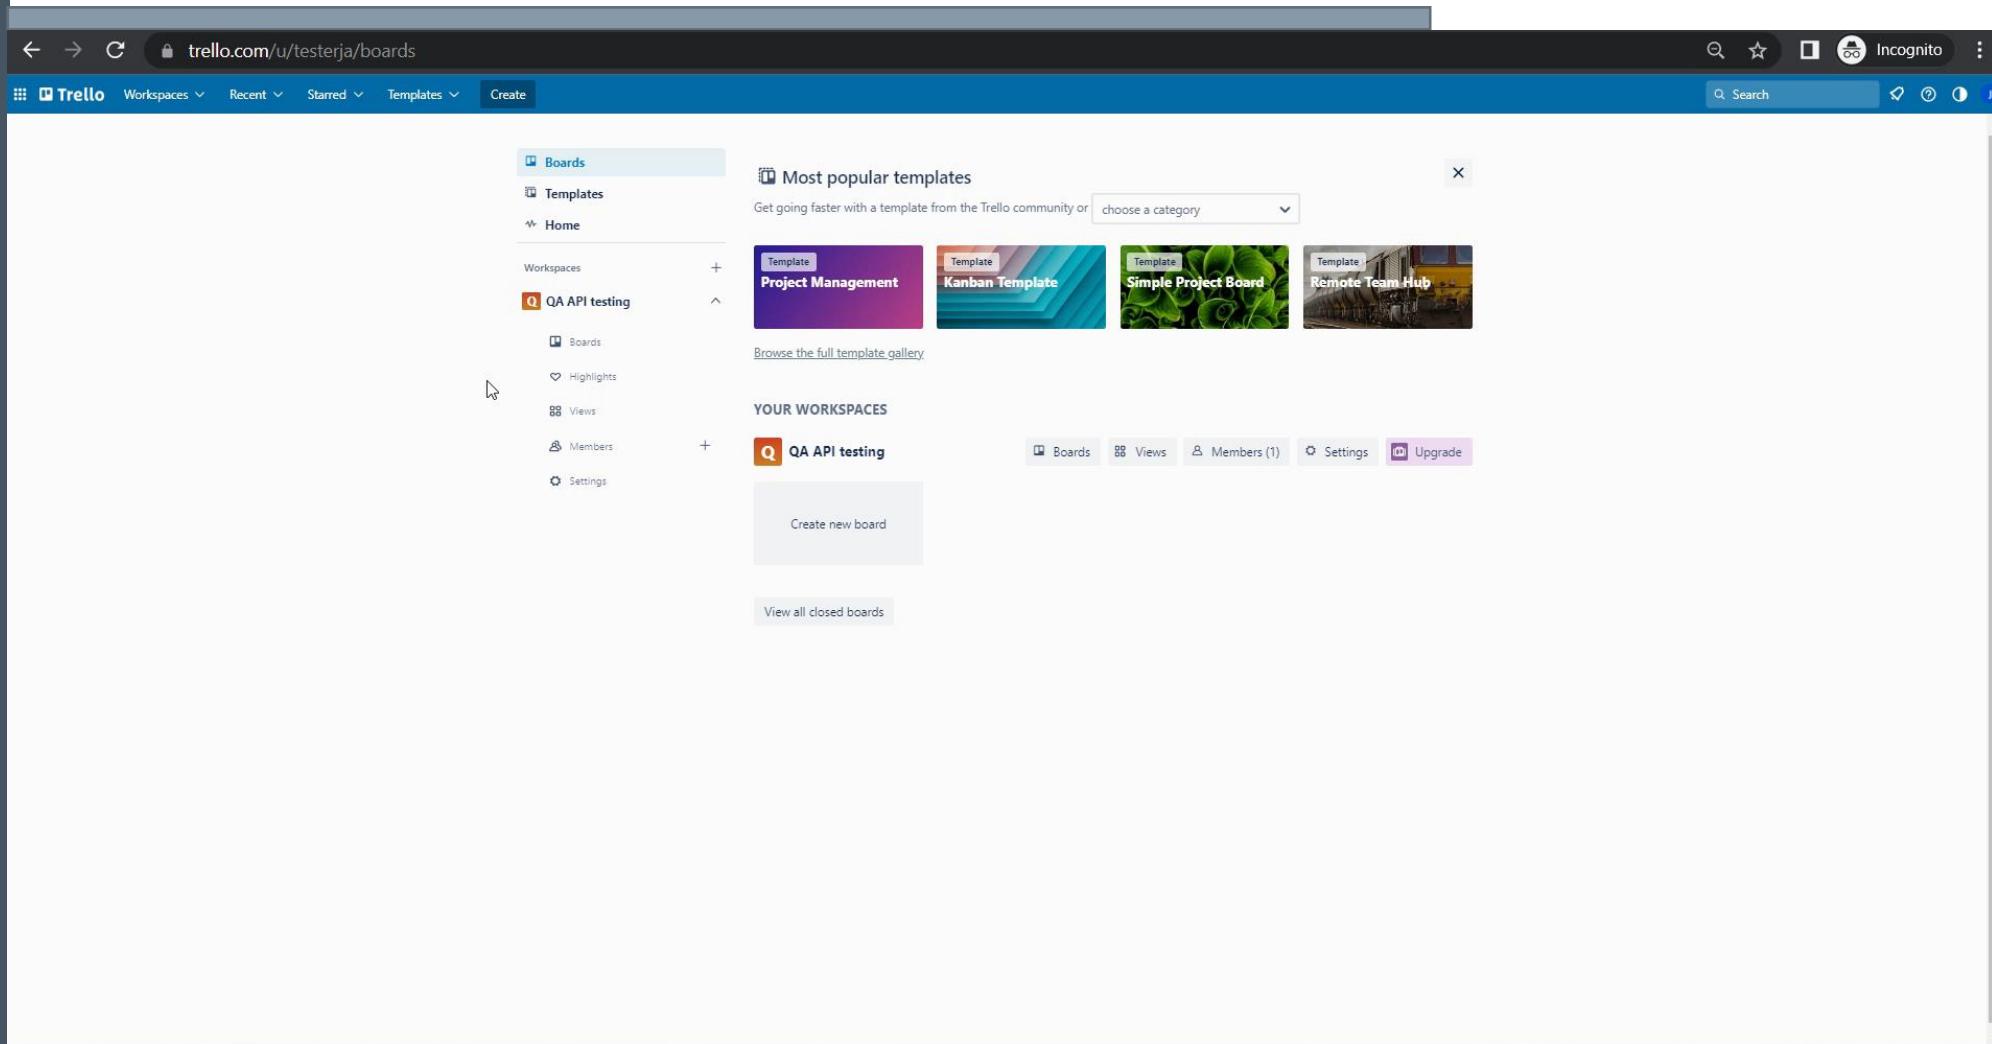 trello.com/u/testerja/boards
Incognito
Trello Workspaces Recent Starred Templates Create
Search
Boards
Templates
Home
Workspaces
Q QA API testing
Boards
Highlights
Views
Members
Settings
Most popular templates
Get going faster with a template from the Trello community or choose a category
Template
Project Management
Template
Kanban Template
Template
Simple Project Board
Template
Remote Team Hub
Browse the full template gallery
YOUR WORKSPACES
Q QA API testing
Boards Views Members (1) Settings Upgrade
Create new board
View all closed boards